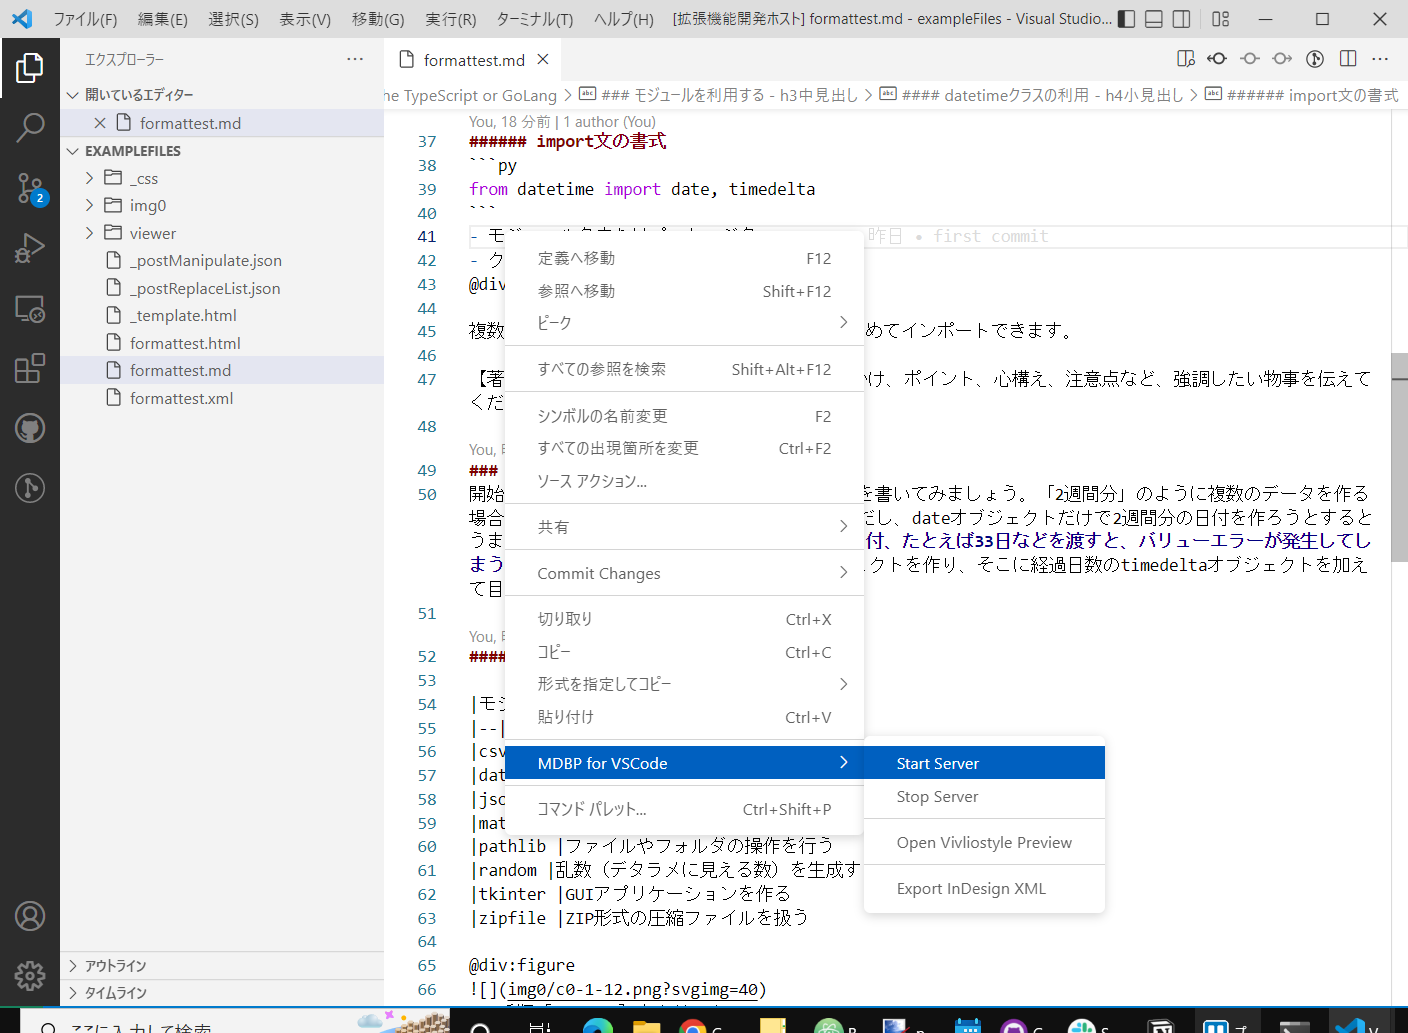 ファイル(F) 編集(E) 選択(S) 表示(V) 移動(G) 実行(R) ターミナル(T) ヘルプ(H) [拡張機能開発ホスト] formattest.md - exampleFiles - Visual Studio...
エクスプローラー
開いているエディター
formattest.md
EXAMPLEFILES
_css
img0
viewer
_postManipulate.json
_postReplaceList.json
_template.html
formattest.html
formattest.md
formattest.xml
アウトライン
タイムライン
2
formattest.md
he TypeScript or GoLang > ### モジュールを利用する - h3中見出し > #### datetimeクラスの利用 - h4小見出し > ###### import文の書式
You, 18 分前 | 1 author (You)
37 ###### import文の書式
38 ```py
39 from datetime import date, timedelta
40 ```
41 - モ 昨日 • first commit
42 - ク
43 @div
44
45 複数 めてインポートできます。
46
47 【著 け、ポイント、心構え、注意点など、強調したい物事を伝えて
くだ
48
You,
49 ###
50 開始 を書いてみましょう。「2週間分」のように複数のデータを作る
場合 だし、dateオブジェクトだけで2週間分の日付を作ろうとすると
うま 付、たとえば33日などを渡すと、バリューエラーが発生してし
まう ェクトを作り、そこに経過日数のtimedeltaオブジェクトを加え
て目
51
You,
52 ####
53
54 |モジ
55 |--|
56 |csv
57 |dat
58 |jso
59 |mat
60 |pathlib |ファイルやフォルダの操作を行う
61 |random |乱数（デタラメに見える数）を生成す
62 |tkinter |GUIアプリケーションを作る
63 |zipfile |ZIP形式の圧縮ファイルを扱う
64
65 @div:figure
66 ![](img0/c0-1-12.png?svgimg=40)
定義へ移動 F12
参照へ移動 Shift+F12
ピーク
すべての参照を検索 Shift+Alt+F12
シンボルの名前変更 F2
すべての出現箇所を変更 Ctrl+F2
ソース アクション...
共有
Commit Changes
切り取り Ctrl+X
コピー Ctrl+C
形式を指定してコピー
貼り付け Ctrl+V
MDBP for VSCode
コマンド パレット... Ctrl+Shift+P
Start Server
Stop Server
Open Vivliostyle Preview
Export InDesign XML
ここに入力して検索